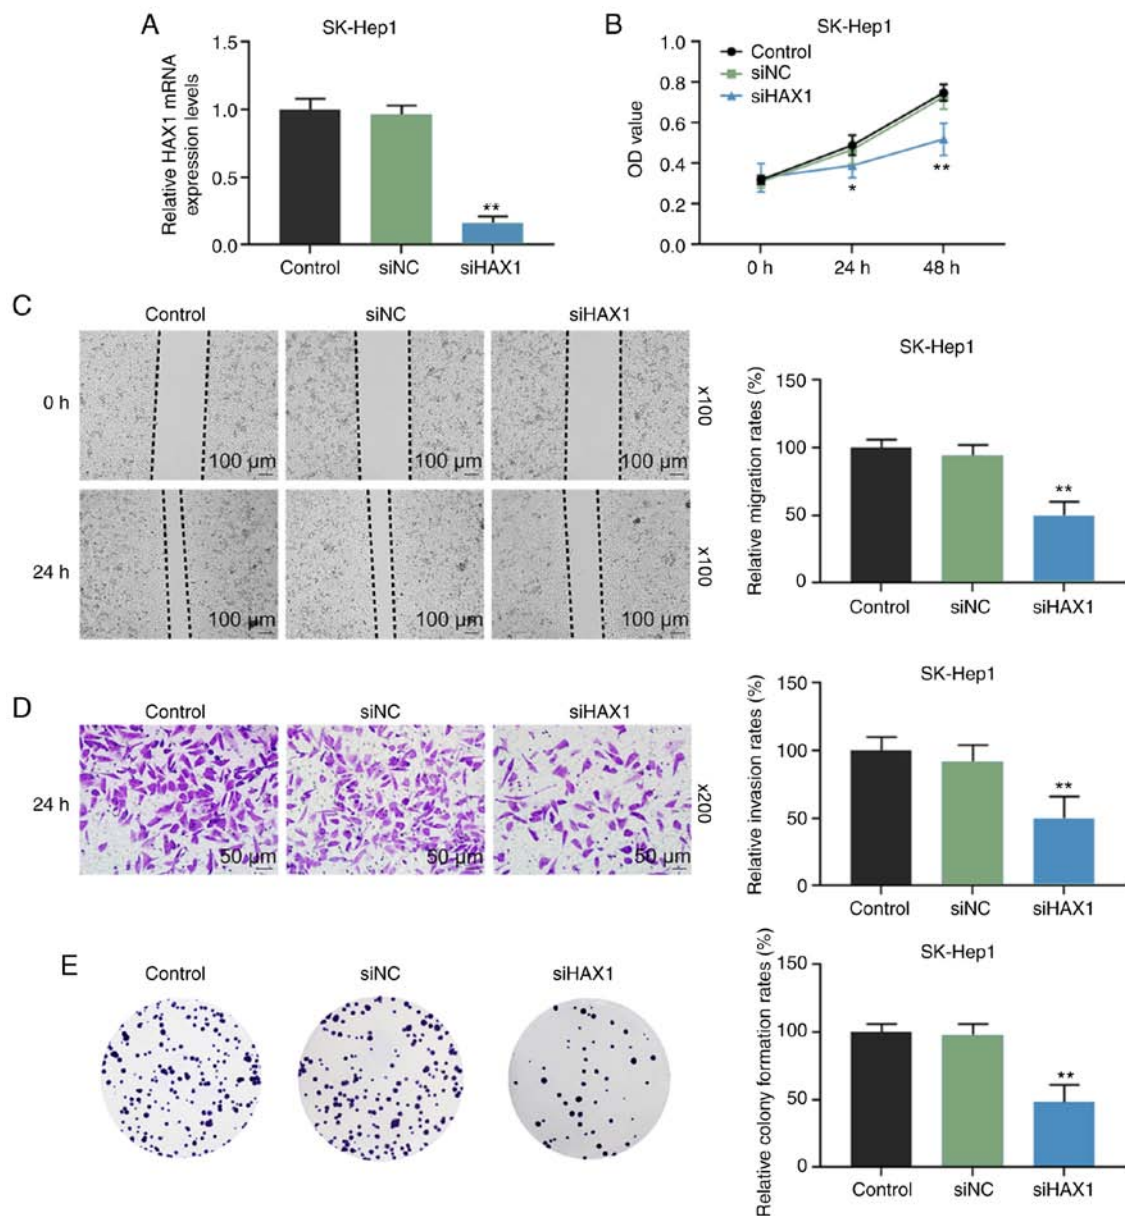 A
SK-Hep1
Relative HAX1 mRNA
expression levels
1.5
1.0
0.5
0.0
**
Control
siNC
siHAX1
B
SK-Hep1
Control
siNC
siHAX1
OD value
1.0
0.8
0.6
0.4
0.2
0.0
*
**
0 h
24 h
48 h
C
Control
siNC
siHAX1
0 h
100 µm
100 µm
100 µm
x100
24 h
100 µm
100 µm
100 µm
x100
SK-Hep1
Relative migration rates (%)
150
100
50
0
**
Control
siNC
siHAX1
D
Control
siNC
siHAX1
24 h
50 µm
50 µm
50 µm
x200
SK-Hep1
Relative invasion rates (%)
150
100
50
0
**
Control
siNC
siHAX1
E
Control
siNC
siHAX1
SK-Hep1
Relative colony formation rates (%)
150
100
50
0
**
Control
siNC
siHAX1